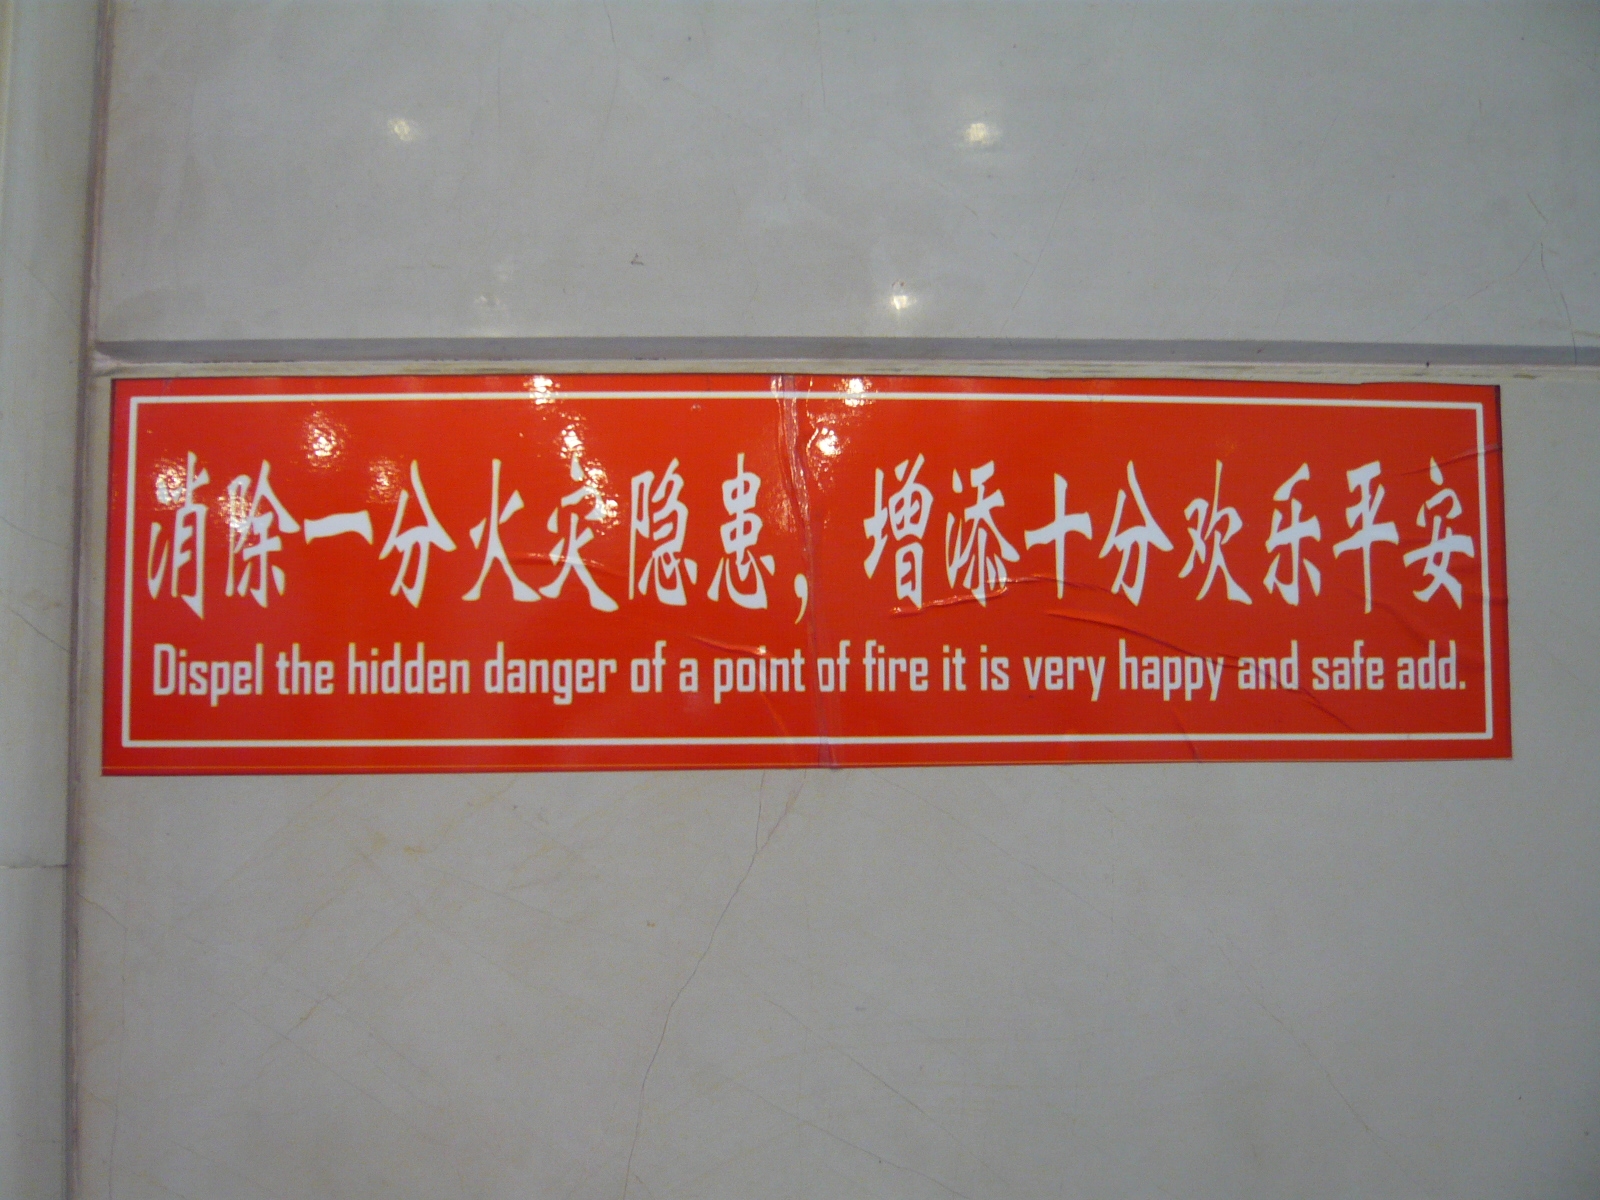 消除一分火灾隐患，增添十分欢乐平安
Dispel the hidden danger of a point of fire it is very happy and safe add.